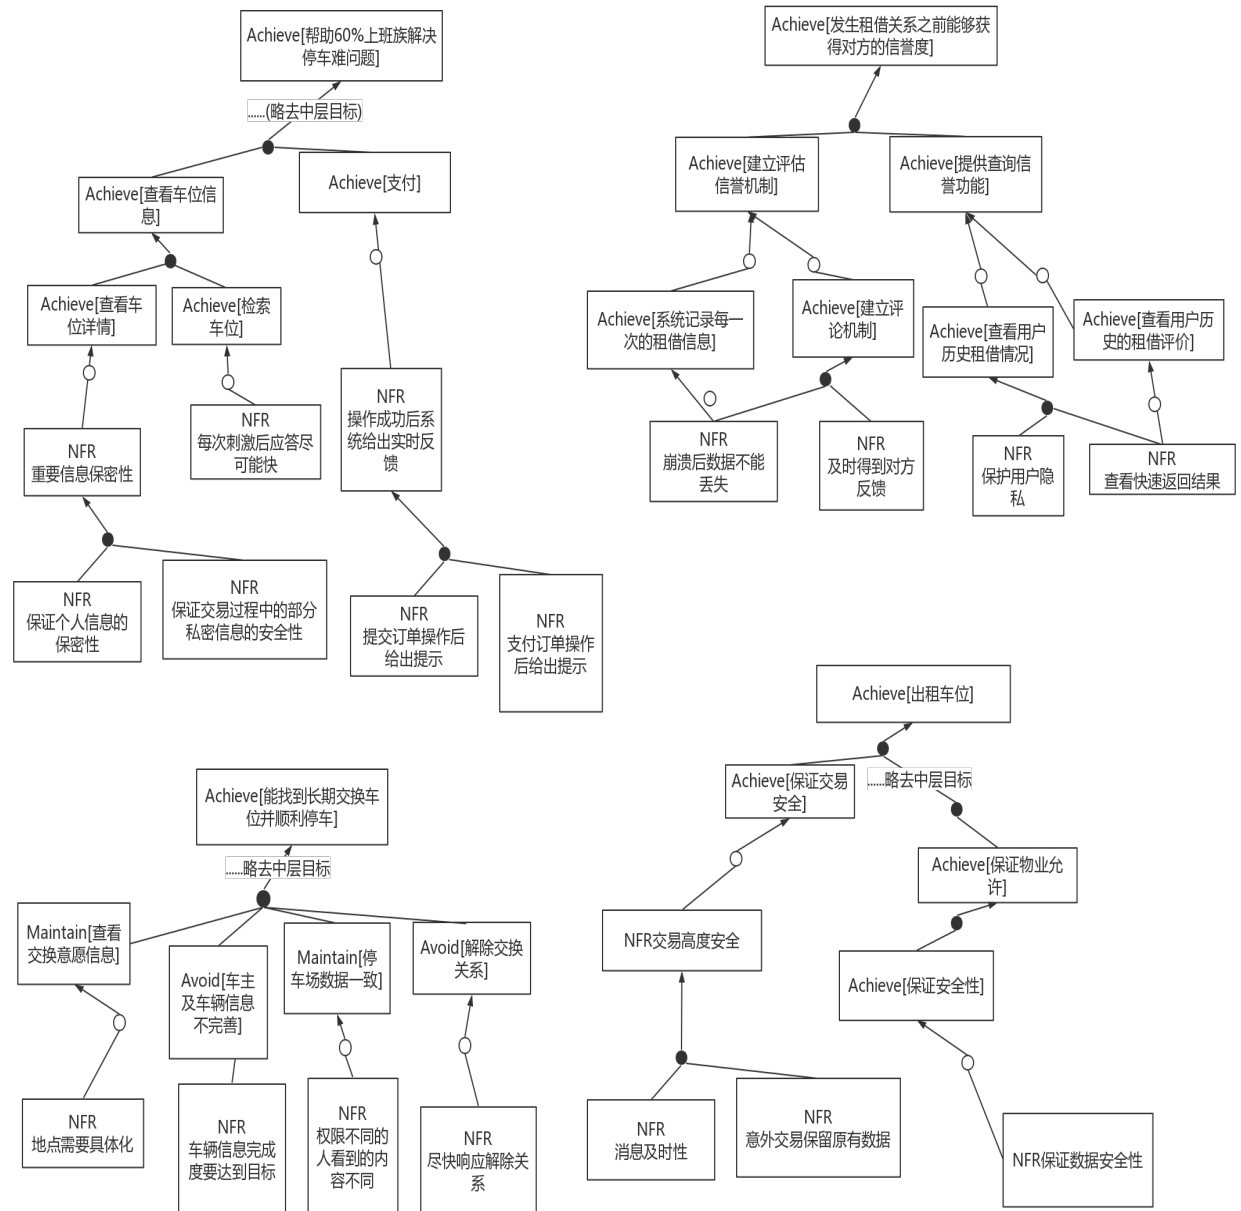 Achieve[帮助60%上班族解决
停车难问题]
......(略去中层目标)
Achieve[查看车位信
息]
Achieve[支付]
Achieve[查看车
位详情]
Achieve[检索
车位]
NFR
重要信息保密性
NFR
每次刺激后应答尽
可能快
NFR
操作成功后系
统给出实时反
馈
NFR
保证个人信息的
保密性
NFR
保证交易过程中的部分
私密信息的安全性
NFR
提交订单操作后
给出提示
NFR
支付订单操作
后给出提示
Achieve[发生租借关系之前能够获
得对方的信誉度]
Achieve[建立评估
信誉机制]
Achieve[提供查询信
誉功能]
Achieve[系统记录每一
次的租借信息]
Achieve[建立评
论机制]
Achieve[查看用户
历史租借情况]
Achieve[查看用户历
史的租借评价]
NFR
崩溃后数据不能
丢失
NFR
及时得到对方
反馈
NFR
保护用户隐
私
NFR
查看快速返回结果
Achieve[能找到长期交换车
位并顺利停车]
......略去中层目标
Maintain[查看
交换意愿信息]
Avoid[车主
及车辆信息
不完善]
Maintain[停
车场数据一致]
Avoid[解除交换
关系]
NFR
地点需要具体化
NFR
车辆信息完成
度要达到目标
NFR
权限不同的
人看到的内
容不同
NFR
尽快响应解除关
系
Achieve[出租车位]
Achieve[保证交易
安全]
......略去中层目标
Achieve[保证物业允
许]
NFR交易高度安全
Achieve[保证安全性]
NFR
消息及时性
NFR
意外交易保留原有数据
NFR保证数据安全性